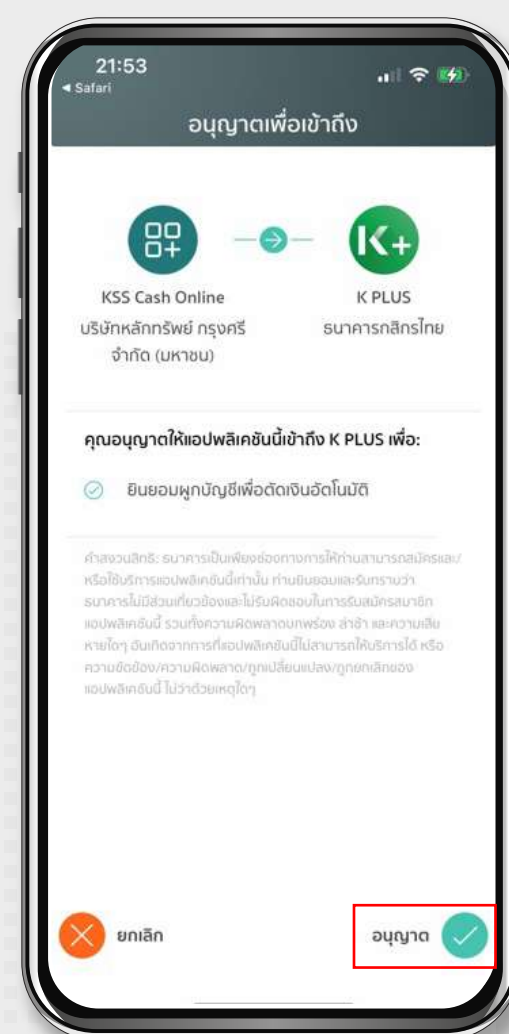 21:53
◄ Safari
อนุญาตเพื่อเข้าถึง
K+
KSS Cash Online
K PLUS
บริษัทหลักทรัพย์ กรุงศรี
ธนาคารกสิกรไทย
จำกัด (มหาชน)
คุณอนุญาตให้แอปพลิเคชันนี้เข้าถึง K PLUS เพื่อ:
ยินยอมผูกบัญชีเพื่อตัดเงินอัตโนมัติ
คำสงวนสิทธิ: ธนาคารเป็นเพียงช่องทางการให้ท่านสามารถสมัครและ/
หรือใช้บริการแอปพลิเคชันนี้เท่านั้น ท่านยินยอมและรับทราบว่า
ธนาคารไม่มีส่วนเกี่ยวข้องและไม่รับผิดชอบในการรับสมัครสมาชิก
แอปพลิเคชันนี้ รวมทั้งความผิดพลาดบกพร่อง ล่าช้า และความเสีย
หายใดๆ อันเกิดจากการที่แอปพลิเคชันนี้ไม่สามารถให้บริการได้ หรือ
ความขัดข้อง/ความผิดพลาด/ถูกเปลี่ยนแปลง/ถูกยกเลิกของ
แอปพลิเคชันนี้ ไม่ว่าด้วยเหตุใดๆ
ยกเลิก
อนุญาต